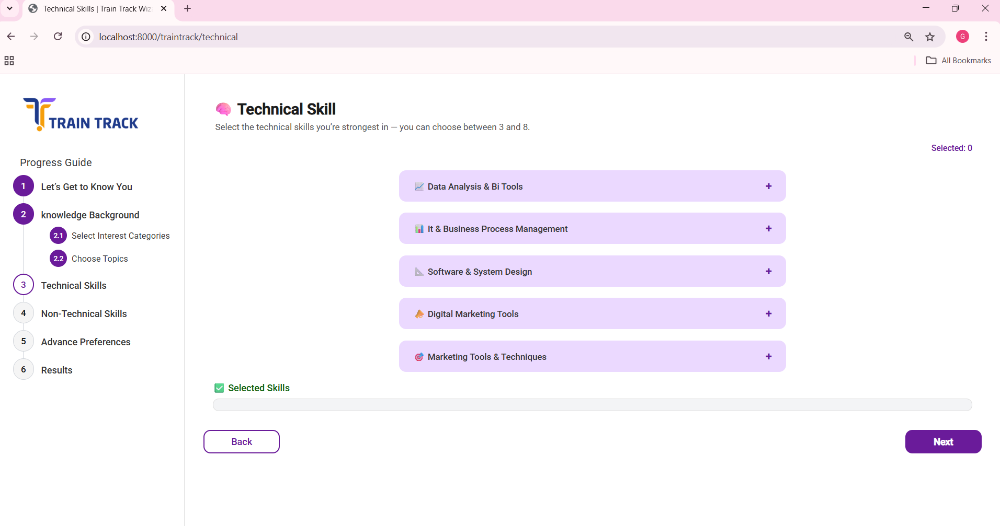 Technical Skills | Train Track Wiz
localhost:8000/traintrack/technical
G
All Bookmarks
TRAIN TRACK
Progress Guide
1 Let’s Get to Know You
2 knowledge Background
2.1 Select Interest Categories
2.2 Choose Topics
3 Technical Skills
4 Non-Technical Skills
5 Advance Preferences
6 Results
Technical Skill
Select the technical skills you’re strongest in — you can choose between 3 and 8.
Selected: 0
Data Analysis & Bi Tools +
It & Business Process Management +
Software & System Design +
Digital Marketing Tools +
Marketing Tools & Techniques +
Selected Skills
Back
Next